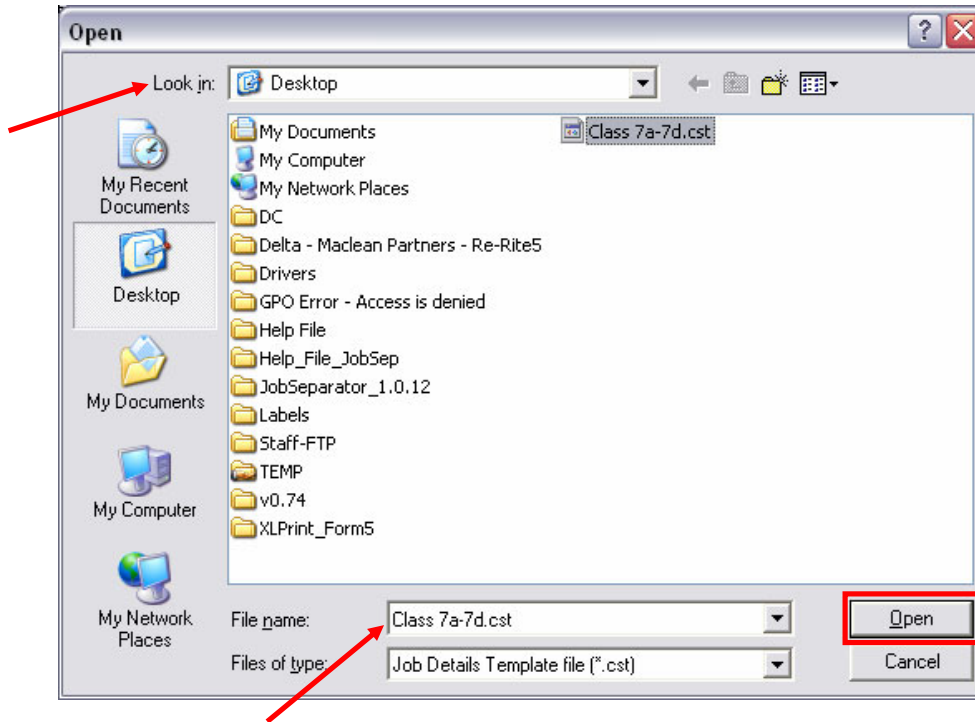 Open
Look in:
Desktop
My Recent
Documents
Desktop
My Documents
My Computer
My Network
Places
My Documents
My Computer
My Network Places
DC
Delta - Maclean Partners - Re-Rite5
Drivers
GPO Error - Access is denied
Help File
Help_File_JobSep
JobSeparator_1.0.12
Labels
Staff-FTP
TEMP
v0.74
XLPrint_Form5
Class 7a-7d.cst
File name:
Class 7a-7d.cst
Open
Files of type:
Job Details Template file (*.cst)
Cancel